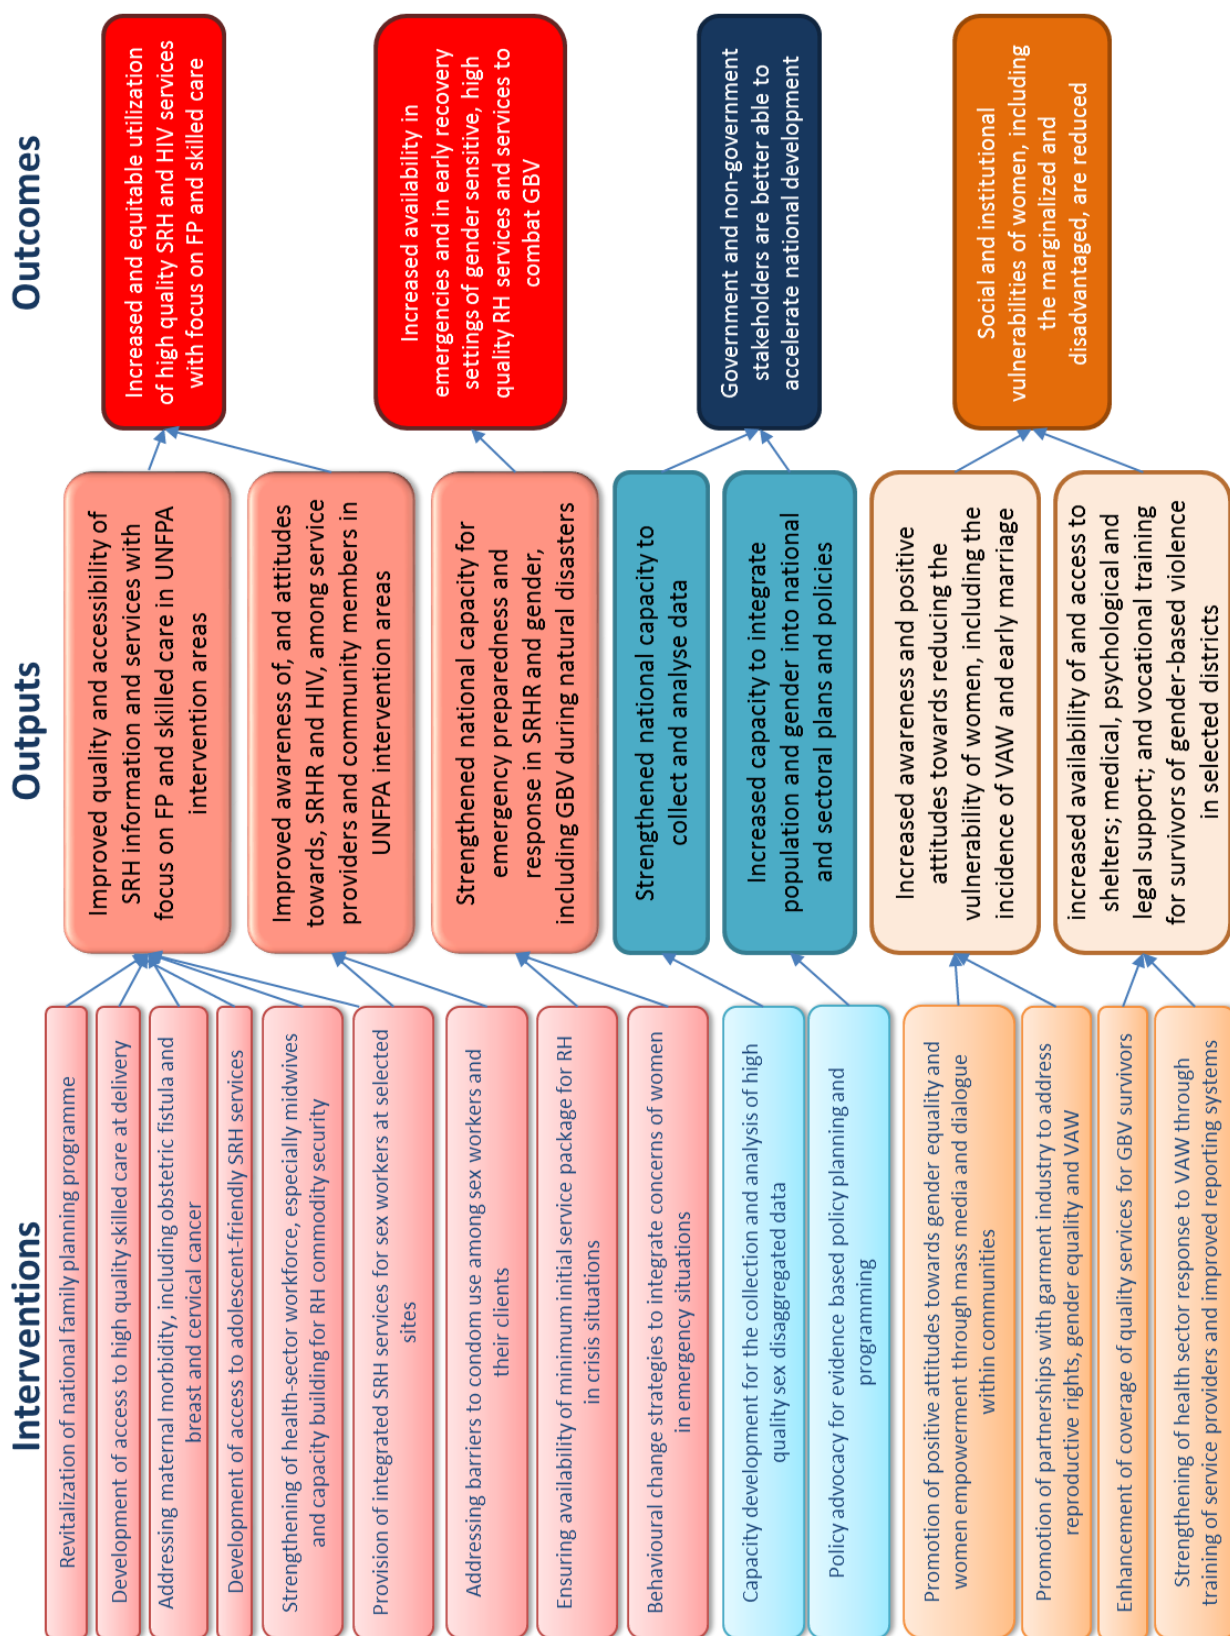 Interventions
Revitalization of national family planning programme
Development of access to high quality skilled care at delivery
Addressing maternal morbidity, including obstetric fistula and
breast and cervical cancer
Development of access to adolescent-friendly SRH services
Strengthening of health-sector workforce, especially midwives
and capacity building for RH commodity security
Provision of integrated SRH services for sex workers at selected
sites
Addressing barriers to condom use among sex workers and
their clients
Ensuring availability of minimum initial service package for RH
in crisis situations
Behavioural change strategies to integrate concerns of women
in emergency situations
Capacity development for the collection and analysis of high
quality sex disaggregated data
Policy advocacy for evidence based policy planning and
programming
Promotion of positive attitudes towards gender equality and
women empowerment through mass media and dialogue
within communities
Promotion of partnerships with garment industry to address
reproductive rights, gender equality and VAW
Enhancement of coverage of quality services for GBV survivors
Strengthening of health sector response to VAW through
training of service providers and improved reporting systems
Outputs
Improved quality and accessibility of
SRH information and services with
focus on FP and skilled care in UNFPA
intervention areas
Improved awareness of, and attitudes
towards, SRHR and HIV, among service
providers and community members in
UNFPA intervention areas
Strengthened national capacity for
emergency preparedness and
response in SRHR and gender,
including GBV during natural disasters
Strengthened national capacity to
collect and analyse data
Increased capacity to integrate
population and gender into national
and sectoral plans and policies
Increased awareness and positive
attitudes towards reducing the
vulnerability of women, including the
incidence of VAW and early marriage
increased availability of and access to
shelters; medical, psychological and
legal support; and vocational training
for survivors of gender-based violence
in selected districts
Outcomes
Increased and equitable utilization
of high quality SRH and HIV services
with focus on FP and skilled care
Increased availability in
emergencies and in early recovery
settings of gender sensitive, high
quality RH services and services to
combat GBV
Government and non-government
stakeholders are better able to
accelerate national development
Social and institutional
vulnerabilities of women, including
the marginalized and
disadvantaged, are reduced